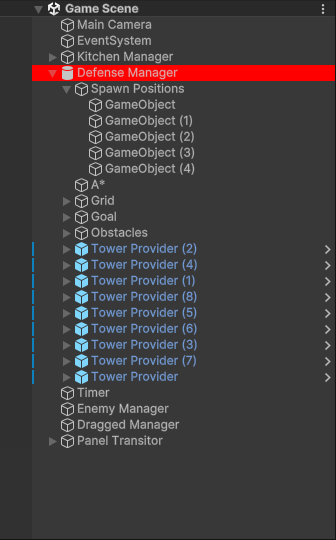 Game Scene
Main Camera
EventSystem
Kitchen Manager
Defense Manager
Spawn Positions
GameObject
GameObject (1)
GameObject (2)
GameObject (3)
GameObject (4)
A*
Grid
Goal
Obstacles
Tower Provider (2)
Tower Provider (4)
Tower Provider (1)
Tower Provider (8)
Tower Provider (5)
Tower Provider (6)
Tower Provider (3)
Tower Provider (7)
Tower Provider
Timer
Enemy Manager
Dragged Manager
Panel Transitor